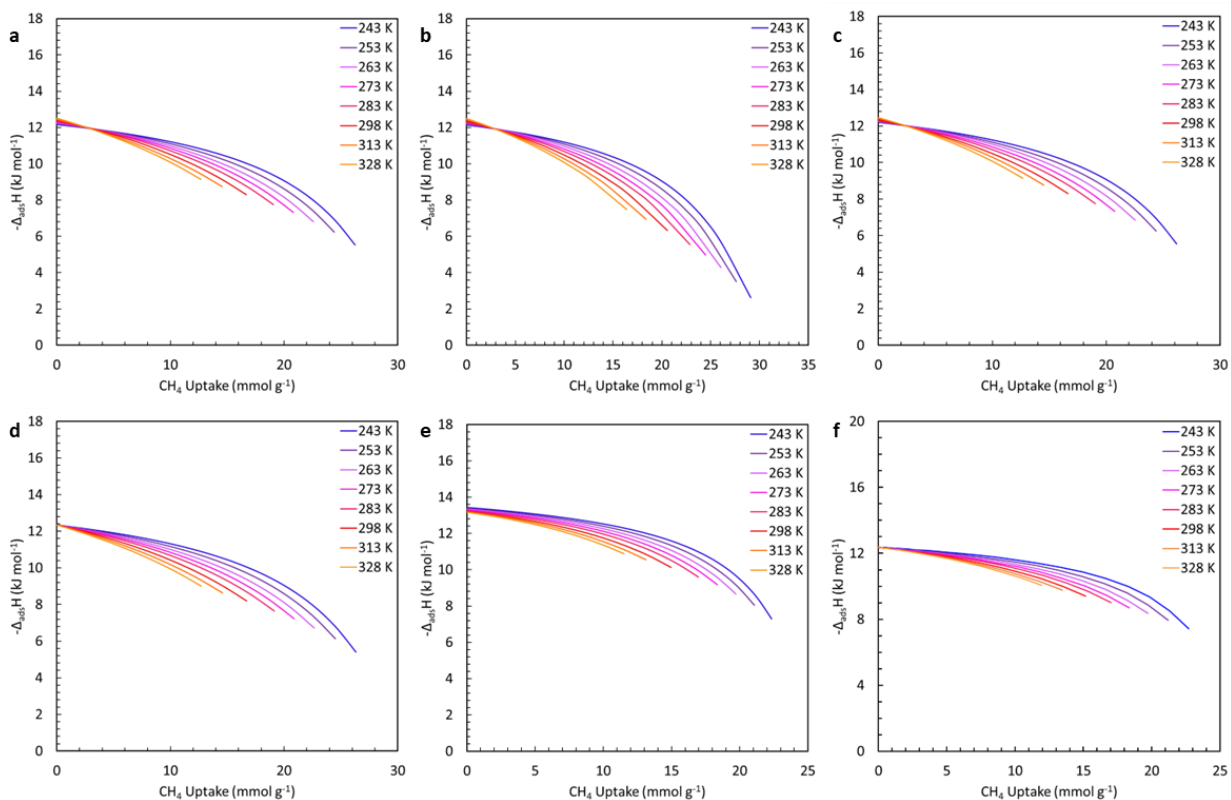 a
18
16
14
12
10
8
6
4
2
0
-ΔadsH (kJ mol-1)
0 10 20 30
CH4 Uptake (mmol g-1)
243 K
253 K
263 K
273 K
283 K
298 K
313 K
328 K
b
18
16
14
12
10
8
6
4
2
0
-ΔadsH (kJ mol-1)
0 5 10 15 20 25 30 35
CH4 Uptake (mmol g-1)
243 K
253 K
263 K
273 K
283 K
298 K
313 K
328 K
c
18
16
14
12
10
8
6
4
2
0
-ΔadsH (kJ mol-1)
0 10 20 30
CH4 Uptake (mmol g-1)
243 K
253 K
263 K
273 K
283 K
298 K
313 K
328 K
d
18
16
14
12
10
8
6
4
2
0
-ΔadsH (kJ mol-1)
0 10 20 30
CH4 Uptake (mmol g-1)
243 K
253 K
263 K
273 K
283 K
298 K
313 K
328 K
e
18
16
14
12
10
8
6
4
2
0
-ΔadsH (kJ mol-1)
0 5 10 15 20 25
CH4 Uptake (mmol g-1)
243 K
253 K
263 K
273 K
283 K
298 K
313 K
328 K
f
20
16
12
8
4
0
-ΔadsH (kJ mol-1)
0 5 10 15 20 25
CH4 Uptake (mmol g-1)
243 K
253 K
263 K
273 K
283 K
298 K
313 K
328 K